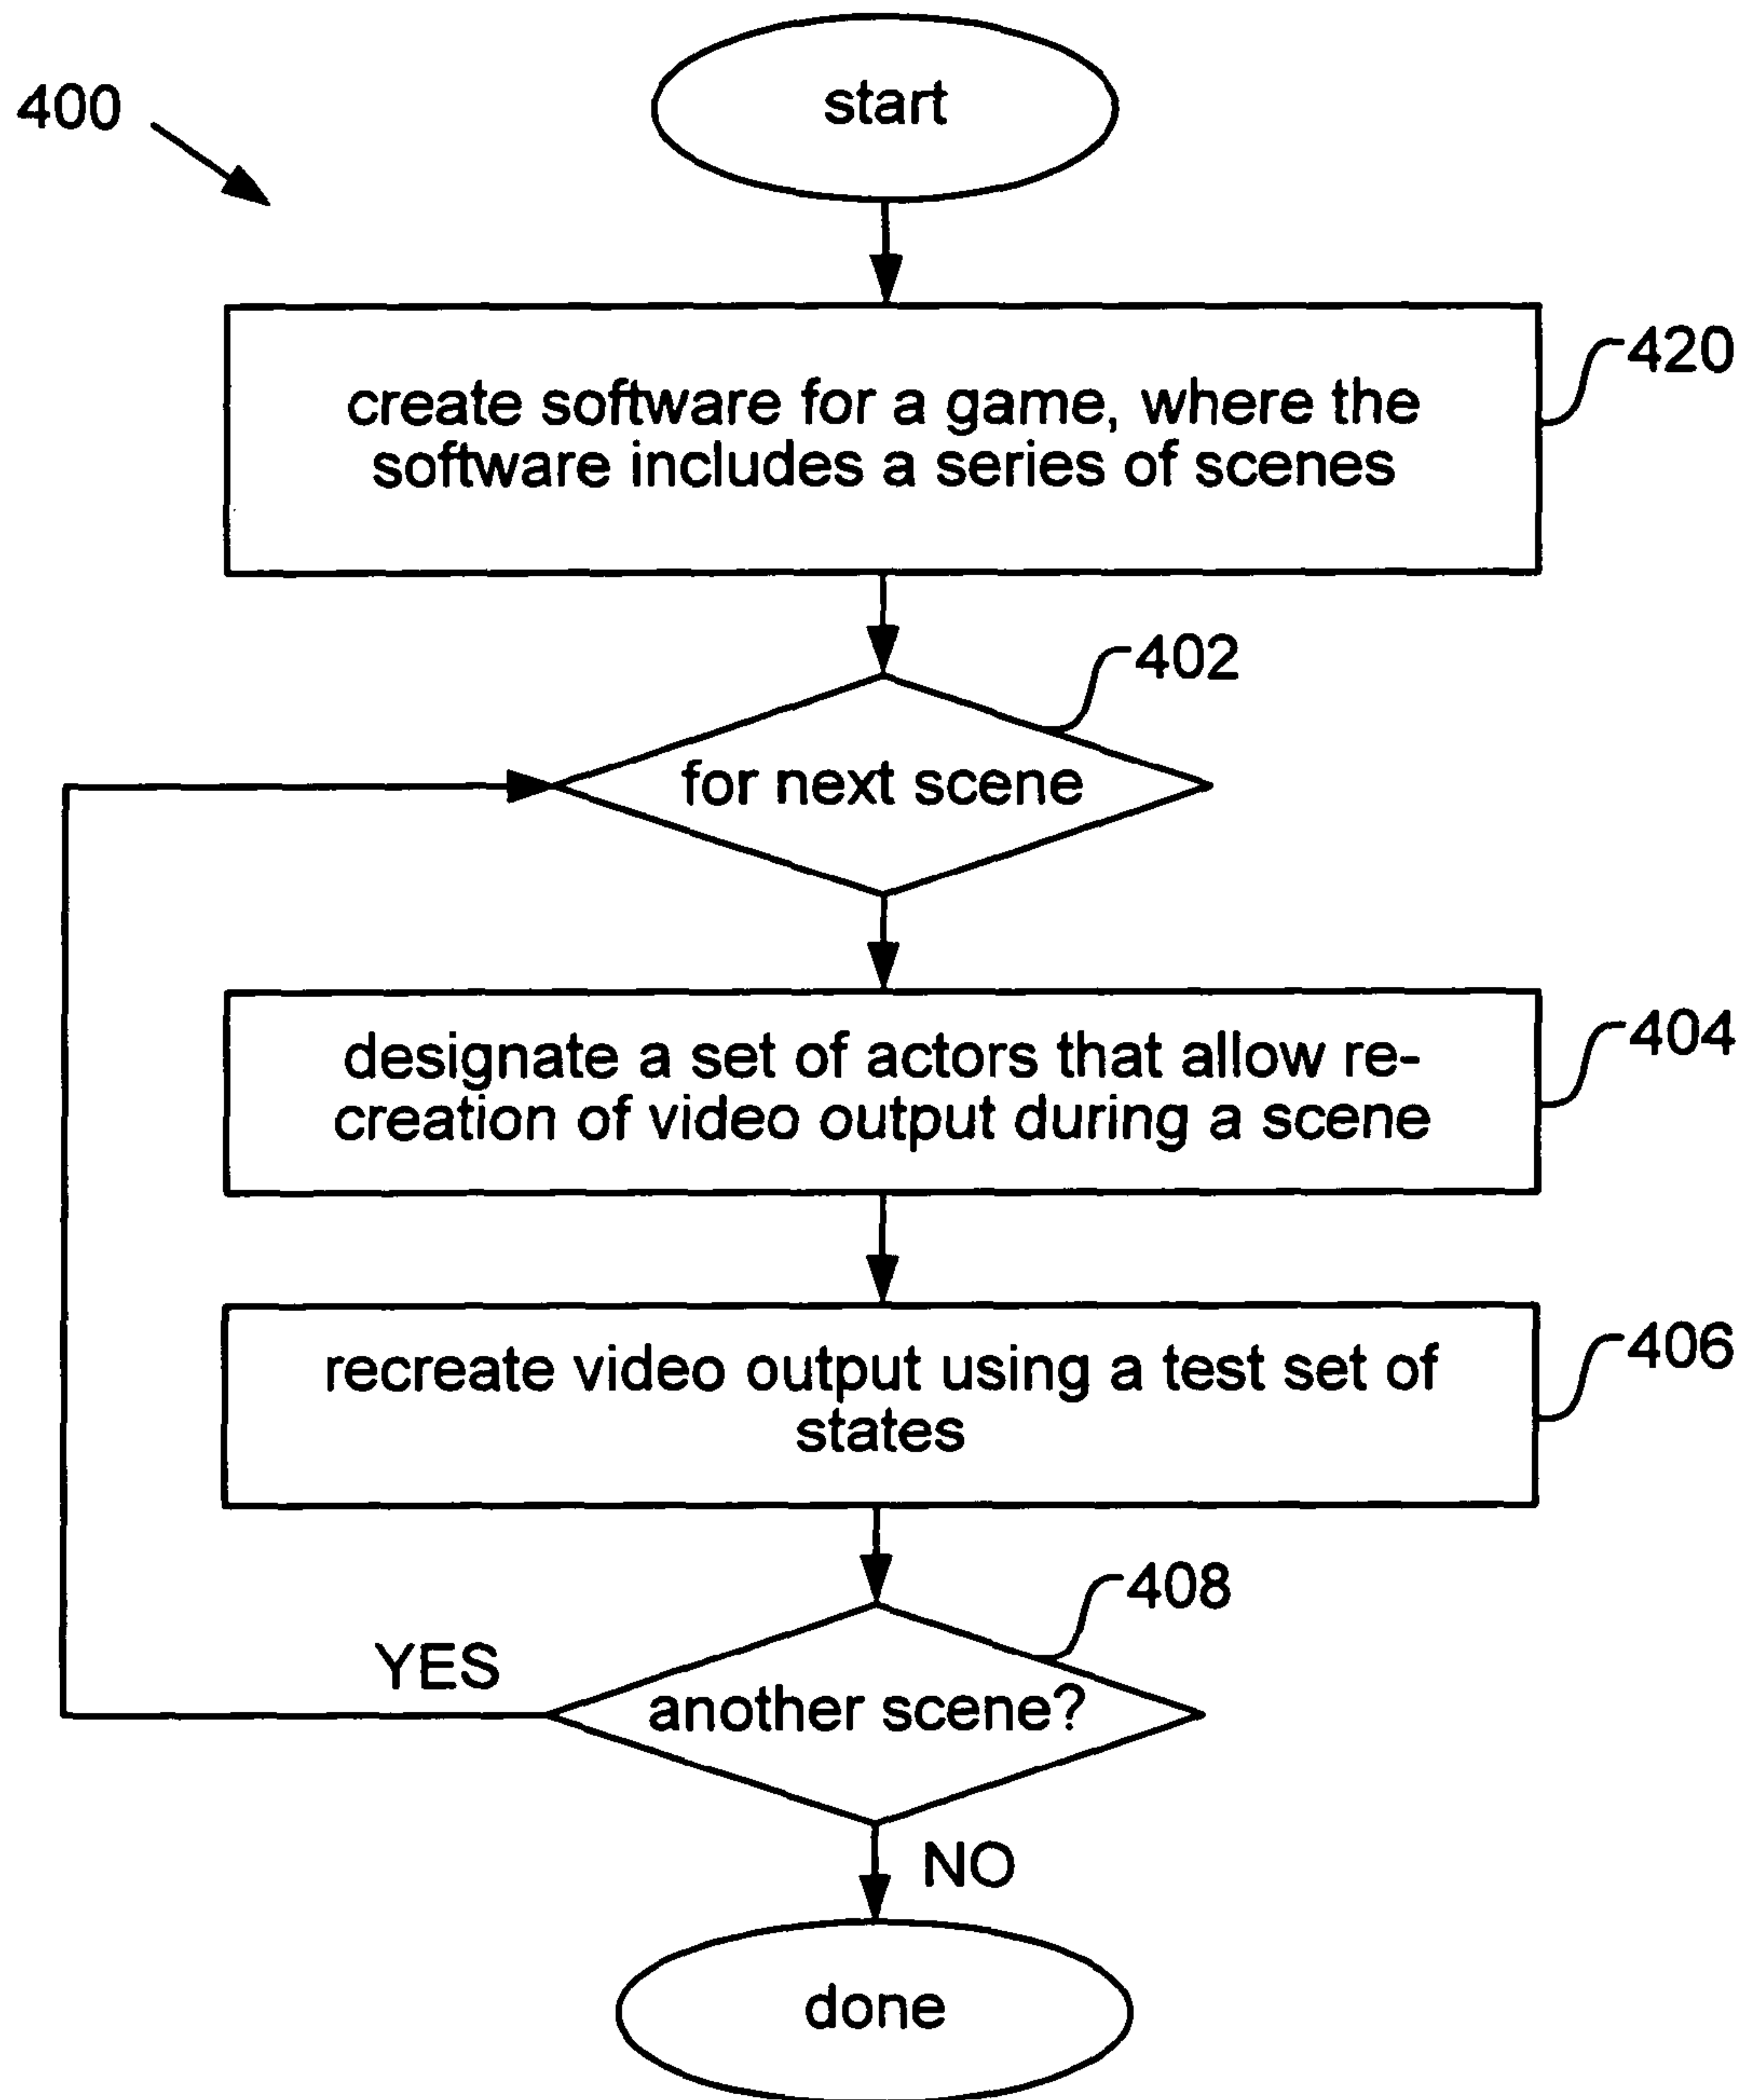 400
start
420
create software for a game, where the
software includes a series of scenes
402
for next scene
404
designate a set of actors that allow re-
creation of video output during a scene
406
recreate video output using a test set of
states
408
YES
another scene?
NO
done